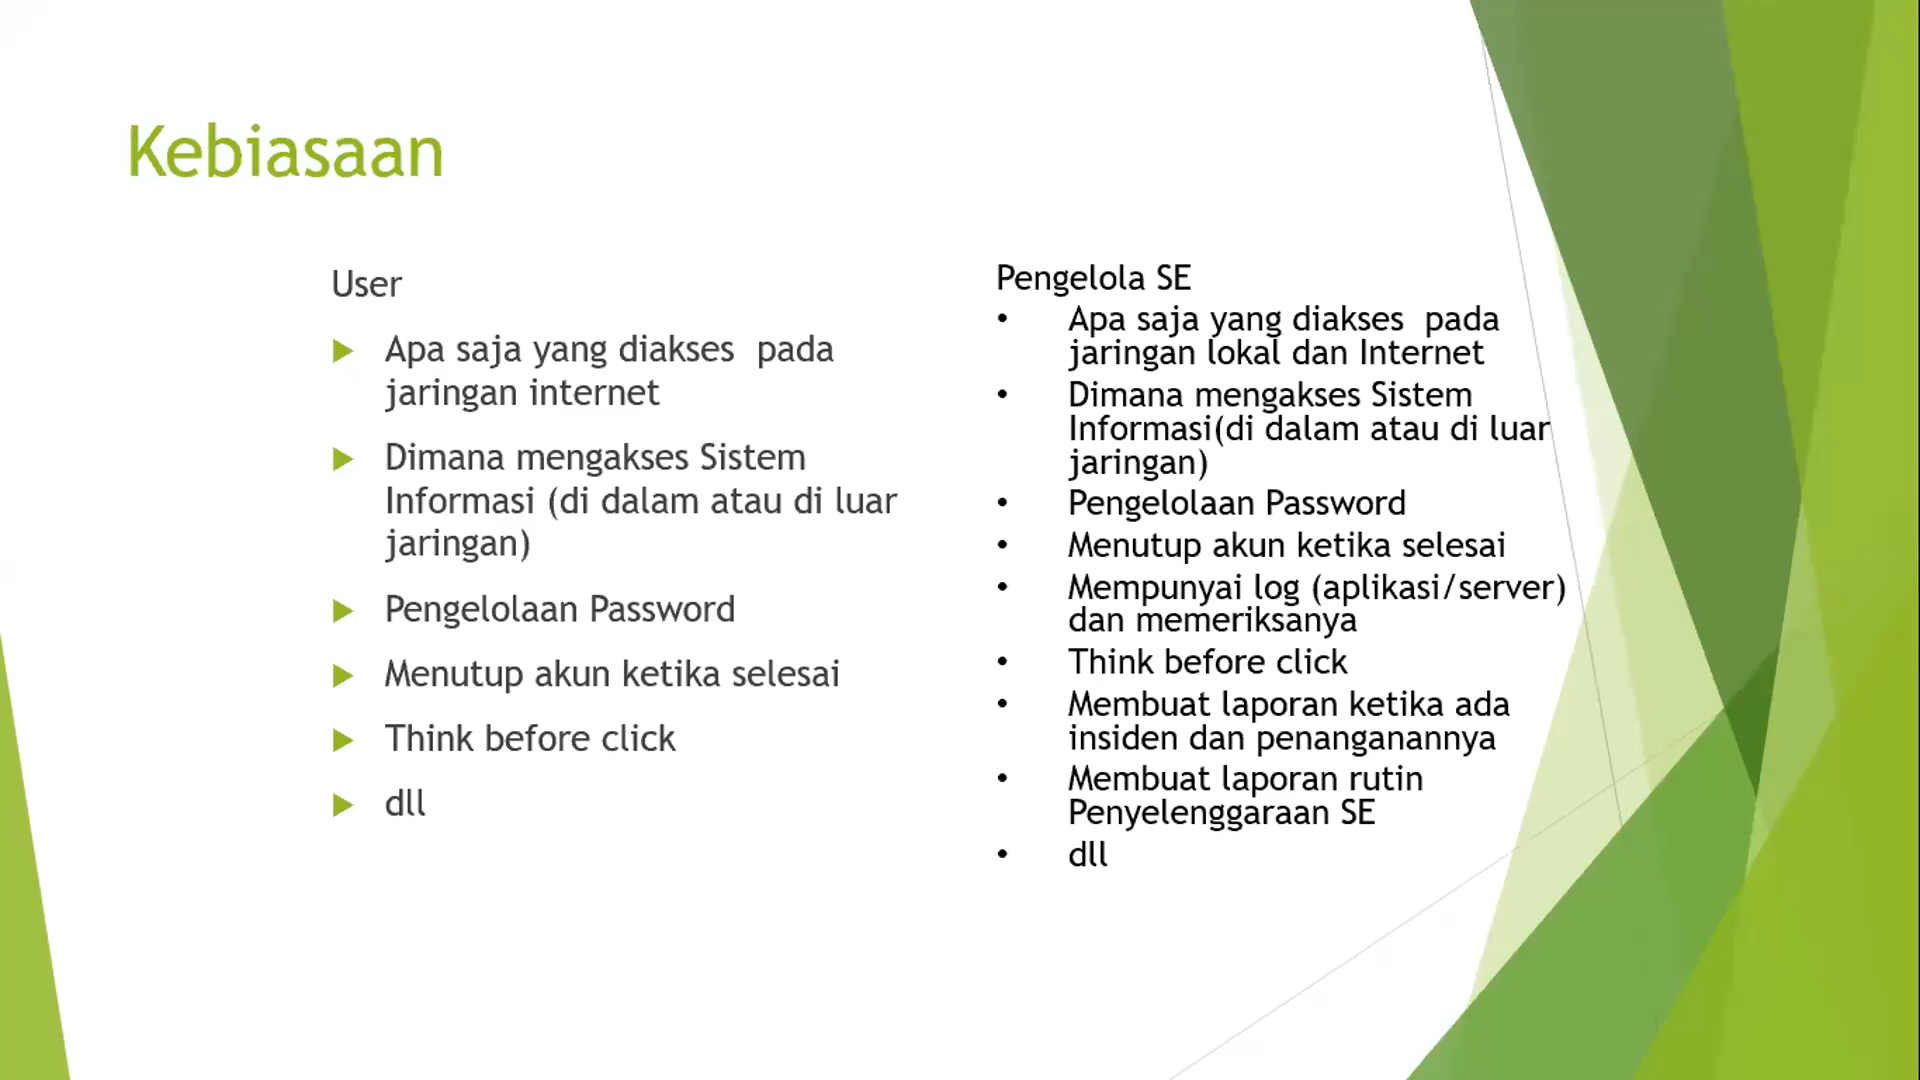 Kebiasaan
User
Apa saja yang diakses  pada
jaringan internet
Dimana mengakses Sistem
Informasi (di dalam atau di luar
jaringan)
Pengelolaan Password
Menutup akun ketika selesai
Think before click
dll
Pengelola SE
Apa saja yang diakses  pada
jaringan lokal dan Internet
Dimana mengakses Sistem
Informasi(di dalam atau di luar
jaringan)
Pengelolaan Password
Menutup akun ketika selesai
Mempunyai log (aplikasi/server)
dan memeriksanya
Think before click
Membuat laporan ketika ada
insiden dan penanganannya
Membuat laporan rutin
Penyelenggaraan SE
dll